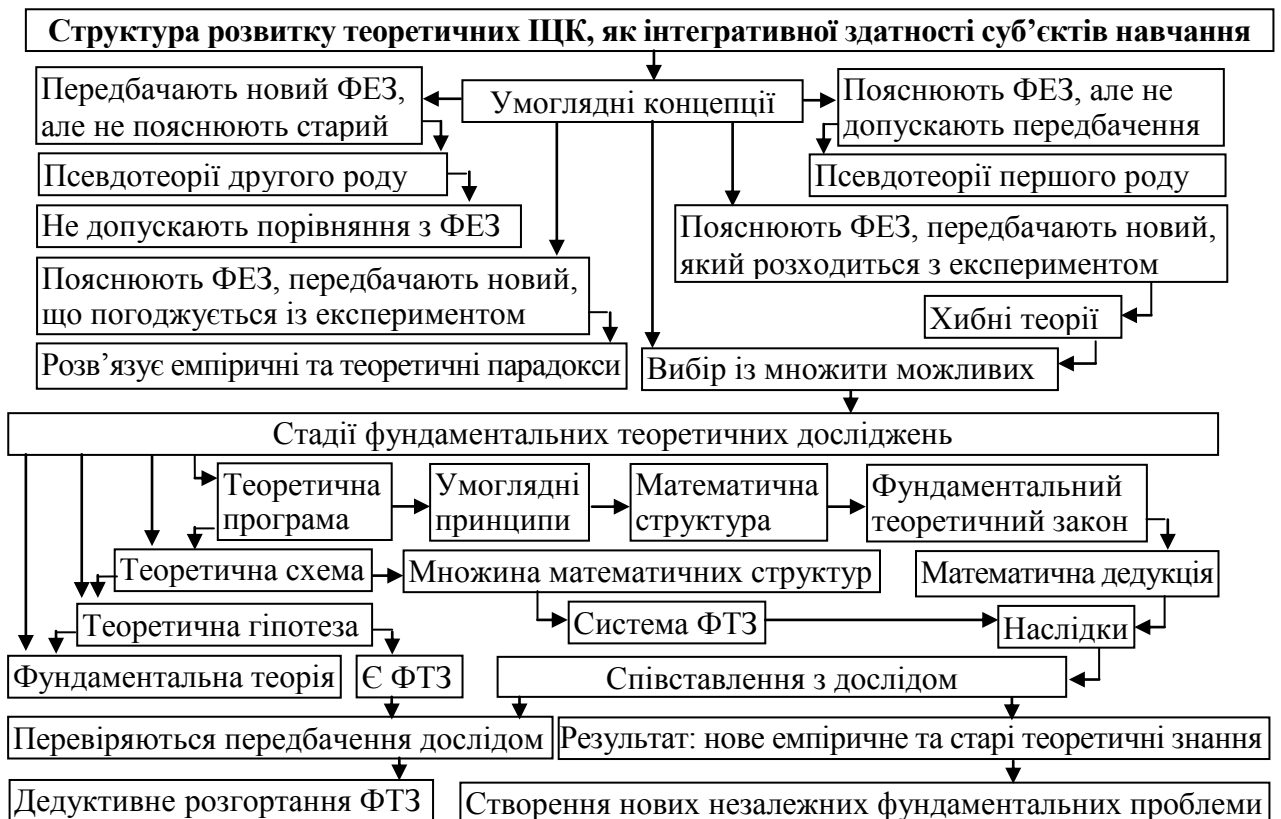 Структура розвитку теоретичних ІЩК, як інтегративної здатності суб’єктів навчання
Передбачають новий ФЕЗ,
але не пояснюють старий
Умоглядні концепції
Пояснюють ФЕЗ, але не
допускають передбачення
Псевдотеорії другого роду
Псевдотеорії першого роду
Не допускають порівняння з ФЕЗ
Пояснюють ФЕЗ, передбачають новий,
який розходиться з експериментом
Пояснюють ФЕЗ, передбачають новий,
що погоджується із експериментом
Хибні теорії
Розв’язує емпіричні та теоретичні парадокси
Вибір із множити можливих
Стадії фундаментальних теоретичних досліджень
Теоретична
програма
Умоглядні
принципи
Математична
структура
Фундаментальний
теоретичний закон
Теоретична схема
Множина математичних структур
Математична дедукція
Теоретична гіпотеза
Система ФТЗ
Наслідки
Фундаментальна теорія
Є ФТЗ
Співставлення з дослідом
Перевіряються передбачення дослідом
Результат: нове емпіричне та старі теоретичні знання
Дедуктивне розгортання ФТЗ
Створення нових незалежних фундаментальних проблеми